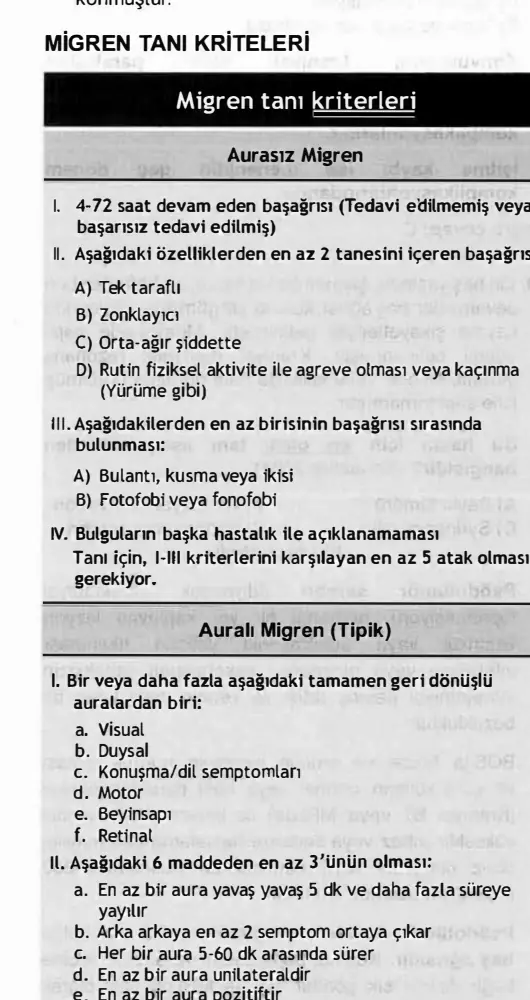 konmuştur.
MİGREN TANI KRİTELERİ
Migren tanı kriterleri
Aurasız Migren
I. 4-72 saat devam eden başağrısı (Tedavi edilmemiş veya
başarısız tedavi edilmiş)
II. Aşağıdaki özelliklerden en az 2 tanesini içeren başağrıs
A) Tek taraflı
B) Zonklayıcı
C) Orta-ağır şiddette
D) Rutin fiziksel aktivite ile agreve olması veya kaçınma
(Yürüme gibi)
III. Aşağıdakilerden en az birisinin başağrısı sırasında
bulunması:
A) Bulantı, kusma veya ikisi
B) Fotofobi veya fonofobi
IV. Bulguların başka hastalık ile açıklanamaması
Tanı için, I-III kriterlerini karşılayan en az 5 atak olması
gerekiyor.
Auralı Migren (Tipik)
I. Bir veya daha fazla aşağıdaki tamamen geri dönüşlü
auralardan biri:
a. Visual
b. Duysal
c. Konuşma/dil semptomları
d. Motor
e. Beyinsapı
f. Retinal
II. Aşağıdaki 6 maddeden en az 3'ünün olması:
a. En az bir aura yavaş yavaş 5 dk ve daha fazla süreye
yayılır
b. Arka arkaya en az 2 semptom ortaya çıkar
c. Her bir aura 5-60 dk arasında sürer
d. En az bir aura unilateraldir
e. En az bir aura pozitiftir